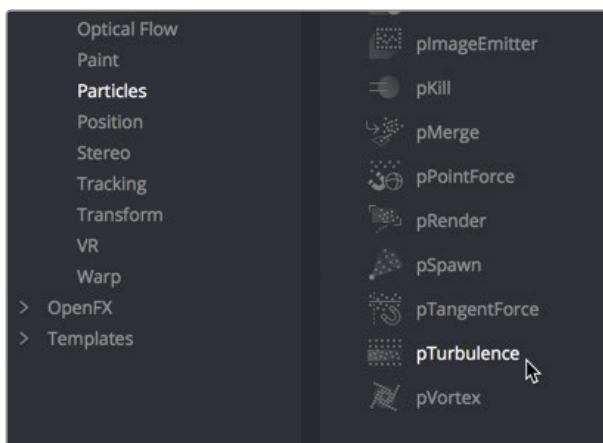 Optical Flow
Paint
Particles
Position
Stereo
Tracking
Transform
VR
Warp
OpenFX
Templates
pImageEmitter
pKill
pMerge
pPointForce
pRender
pSpawn
pTangentForce
pTurbulence
pVortex